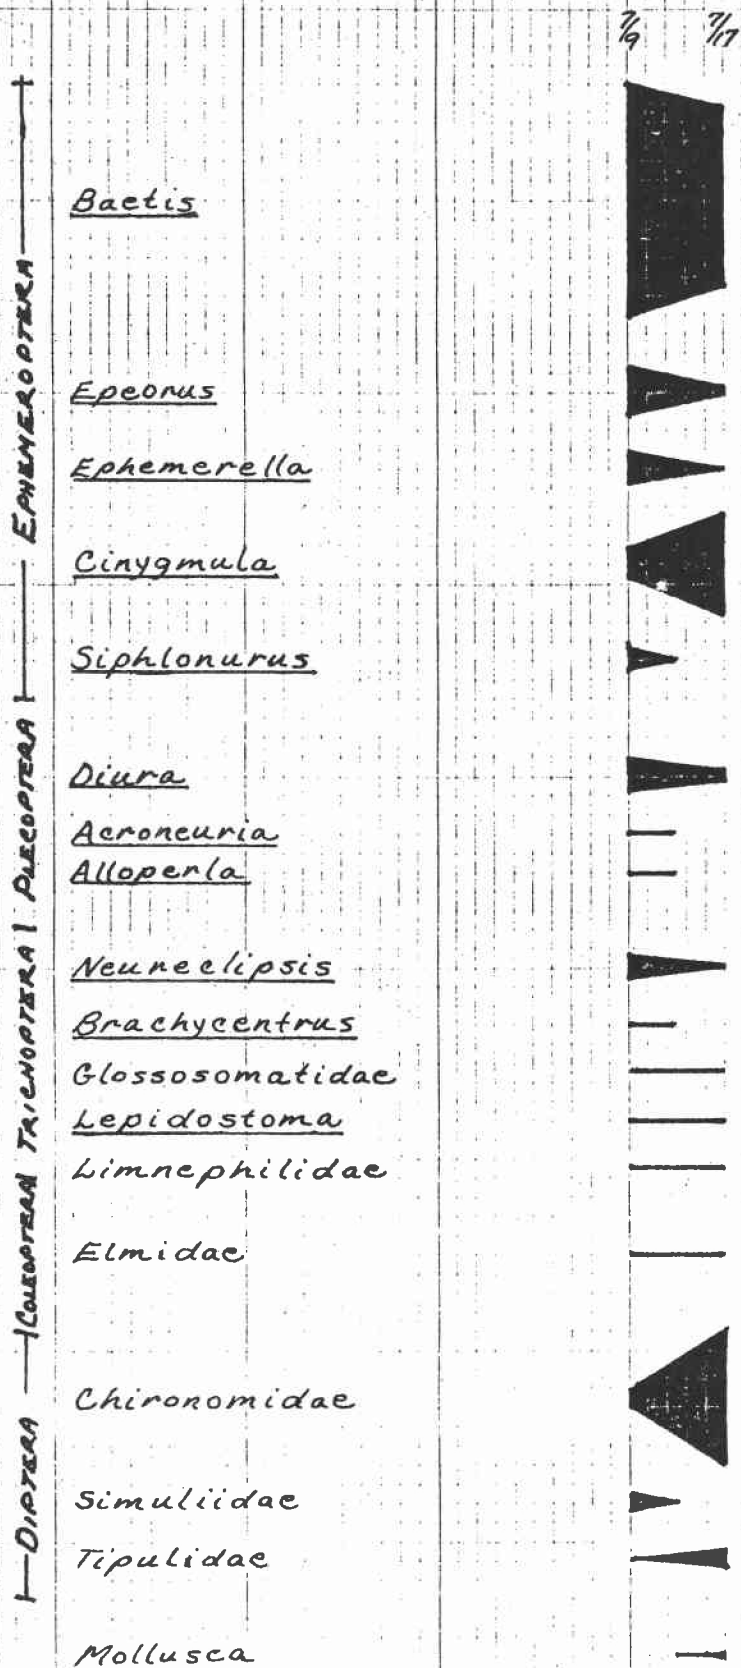 7/9 7/17
EPHEMEROPTERA
Baetis
Epeorus
Ephemerella
Cinygmula
Siphlonurus
PLECOPTERA
Diura
Acroneuria
Alloperla
TRICHOPTERA
Neureclipsis
Brachycentrus
Glossosomatidae
Lepidostoma
Limnephilidae
COLEOPTERA
Elmidae
DIPTERA
Chironomidae
Simuliidae
Tipulidae
Mollusca